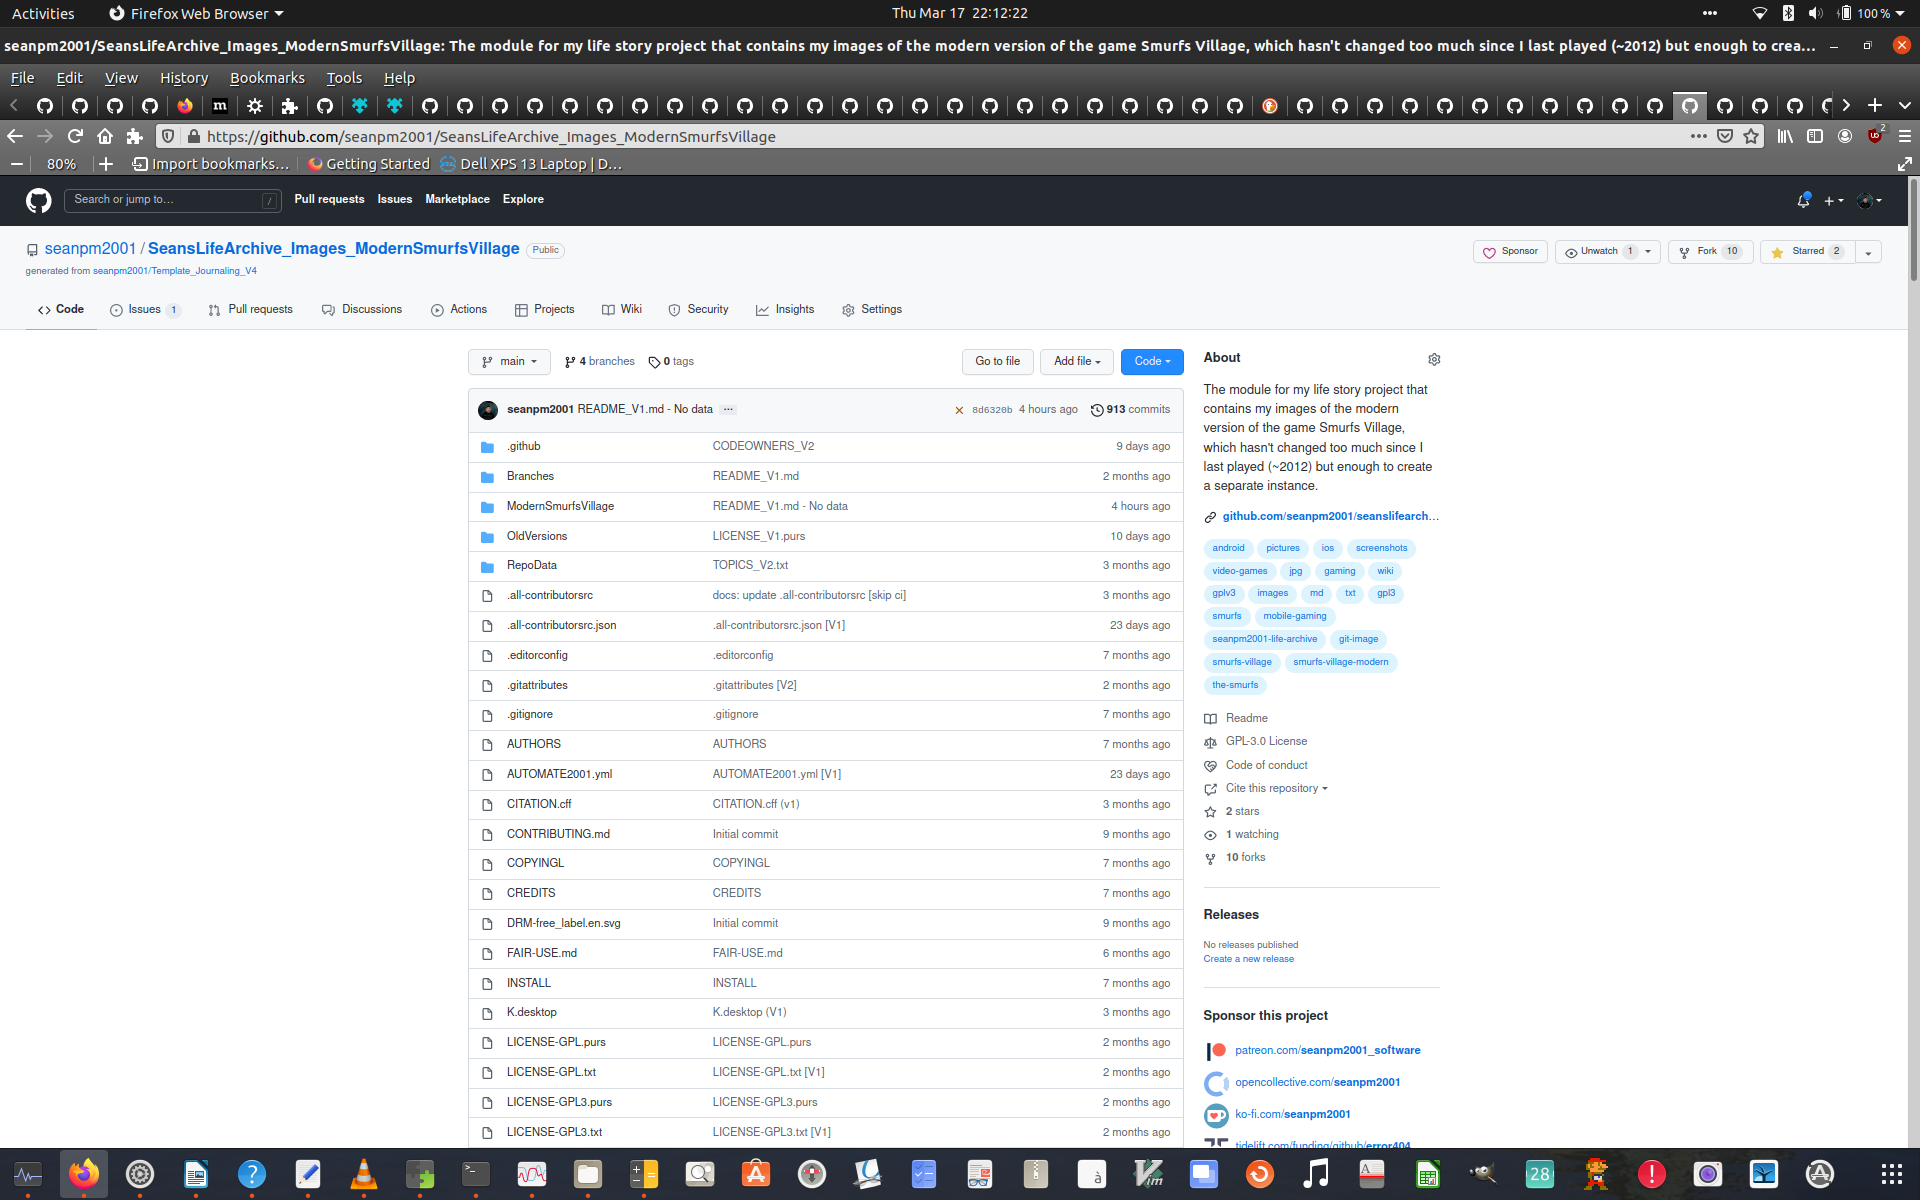 Activities
Firefox Web Browser
Thu Mar 17 22:12:22
100 %
seanpm2001/SeansLifeArchive_Images_ModernSmurfsVillage: The module for my life story project that contains my images of the modern version of the game Smurfs Village, which hasn't changed too much since I last played (~2012) but enough to crea...
File Edit View History Bookmarks Tools Help
https://github.com/seanpm2001/SeansLifeArchive_Images_ModernSmurfsVillage
2
80%
Import bookmarks...
Getting Started
Dell XPS 13 Laptop | D...
Search or jump to...
/
Pull requests Issues Marketplace Explore
seanpm2001 / SeansLifeArchive_Images_ModernSmurfsVillage Public
Sponsor
Unwatch 1
Fork 10
Starred 2
generated from seanpm2001/Template_Journaling_V4
Code
Issues 1
Pull requests
Discussions
Actions
Projects
Wiki
Security
Insights
Settings
main
4 branches
0 tags
Go to file
Add file
Code
seanpm2001 README_V1.md - No data ...
8d6320b 4 hours ago
913 commits
.github CODEOWNERS_V2 9 days ago
Branches README_V1.md 2 months ago
ModernSmurfsVillage README_V1.md - No data 4 hours ago
OldVersions LICENSE_V1.purs 10 days ago
RepoData TOPICS_V2.txt 3 months ago
.all-contributorsrc docs: update .all-contributorsrc [skip ci] 3 months ago
.all-contributorsrc.json .all-contributorsrc.json [V1] 23 days ago
.editorconfig .editorconfig 7 months ago
.gitattributes .gitattributes [V2] 2 months ago
.gitignore .gitignore 7 months ago
AUTHORS AUTHORS 7 months ago
AUTOMATE2001.yml AUTOMATE2001.yml [V1] 23 days ago
CITATION.cff CITATION.cff (v1) 3 months ago
CONTRIBUTING.md Initial commit 9 months ago
COPYINGL COPYINGL 7 months ago
CREDITS CREDITS 7 months ago
DRM-free_label.en.svg Initial commit 9 months ago
FAIR-USE.md FAIR-USE.md 6 months ago
INSTALL INSTALL 7 months ago
K.desktop K.desktop (V1) 3 months ago
LICENSE-GPL.purs LICENSE-GPL.purs 2 months ago
LICENSE-GPL.txt LICENSE-GPL.txt [V1] 2 months ago
LICENSE-GPL3.purs LICENSE-GPL3.purs 2 months ago
LICENSE-GPL3.txt LICENSE-GPL3.txt [V1] 2 months ago
About
The module for my life story project that
contains my images of the modern
version of the game Smurfs Village,
which hasn't changed too much since I
last played (~2012) but enough to create
a separate instance.
github.com/seanpm2001/seanslifearch...
android pictures ios screenshots
video-games jpg gaming wiki
gplv3 images md txt gpl3
smurfs mobile-gaming
seanpm2001-life-archive git-image
smurfs-village smurfs-village-modern
the-smurfs
Readme
GPL-3.0 License
Code of conduct
Cite this repository
2 stars
1 watching
10 forks
Releases
No releases published
Create a new release
Sponsor this project
patreon.com/seanpm2001_software
opencollective.com/seanpm2001
ko-fi.com/seanpm2001
tidelift.com/funding/github/error404
28